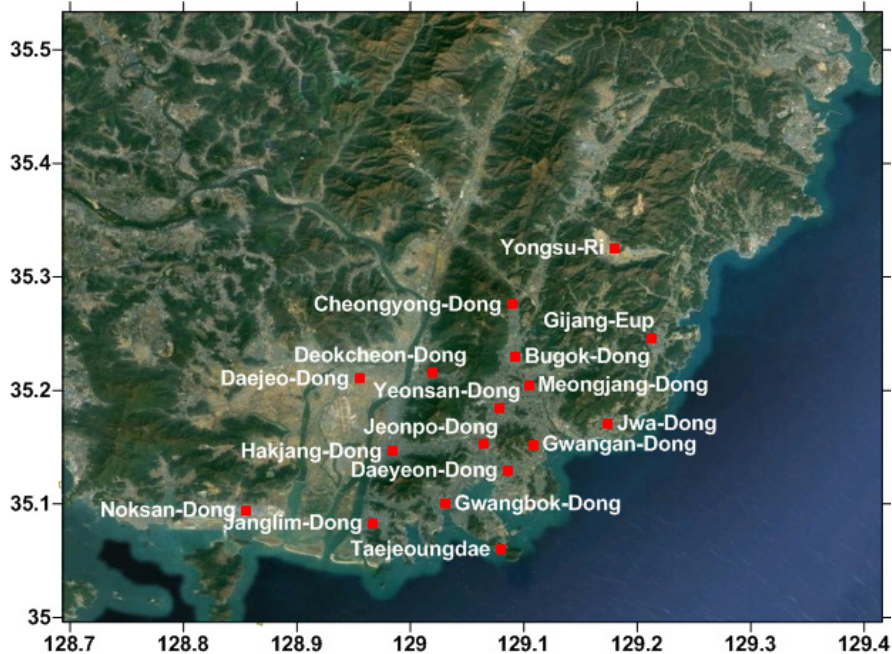 35.5
35.4
35.3
35.2
35.1
35
Yongsu-Ri
Cheongyong-Dong
Gijang-Eup
Deokcheon-Dong
Bugok-Dong
Daejeo-Dong
Yeonsan-Dong
Meongjang-Dong
Jeonpo-Dong
Jwa-Dong
Hakjang-Dong
Gwangan-Dong
Daeyeon-Dong
Noksan-Dong
Gwangbok-Dong
Janglim-Dong
Taejeoungdae
128.7 128.8 128.9 129 129.1 129.2 129.3 129.4